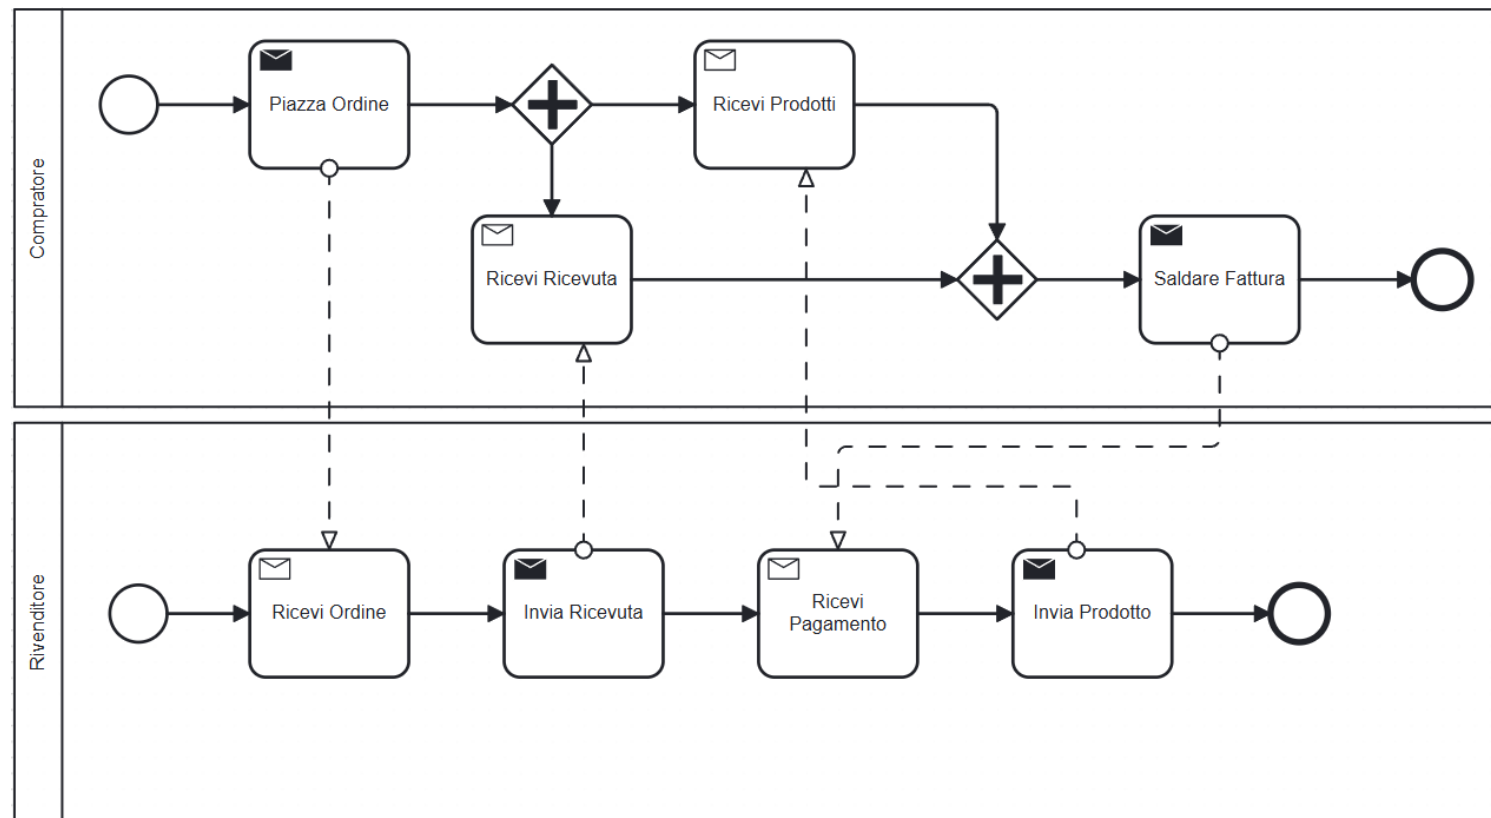 Compratore
Piazza Ordine
Ricevi Prodotti
Ricevi Ricevuta
Saldare Fattura
Rivenditore
Ricevi Ordine
Invia Ricevuta
Ricevi
Pagamento
Invia Prodotto